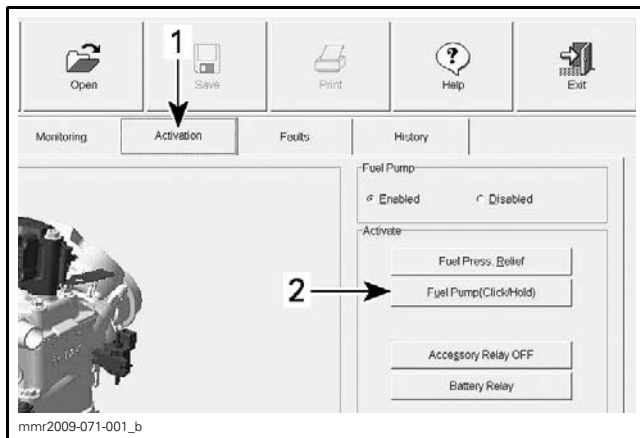 1
Open
Save
Print
Help
Exit
Monitoring
Activation
Faults
History
Fuel Pump
Enabled
Disabled
Activate
Fuel Press. Relief
2
Fuel Pump(Click/Hold)
Accessory Relay OFF
Battery Relay
mmr2009-071-001_b